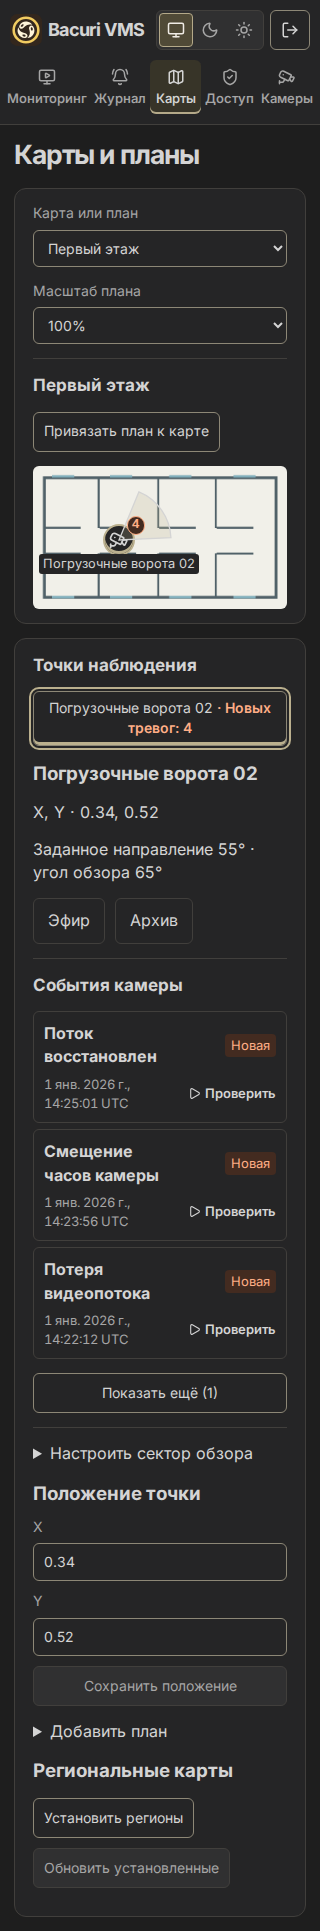 Bacuri VMS
Мониторинг Журнал Карты Доступ Камеры
Карты и планы
Карта или план
Первый этаж
Масштаб плана
100%
Первый этаж
Привязать план к карте
4
Погрузочные ворота 02
Точки наблюдения
Погрузочные ворота 02 · Новых
тревог: 4
Погрузочные ворота 02
X, Y · 0.34, 0.52
Заданное направление 55° ·
угол обзора 65°
Эфир Архив
События камеры
Поток
восстановлен
Новая
1 янв. 2026 г.,
14:25:01 UTC
Проверить
Смещение
часов камеры
Новая
1 янв. 2026 г.,
14:23:56 UTC
Проверить
Потеря
видеопотока
Новая
1 янв. 2026 г.,
14:22:12 UTC
Проверить
Показать ещё (1)
Настроить сектор обзора
Положение точки
X
0.34
Y
0.52
Сохранить положение
Добавить план
Региональные карты
Установить регионы
Обновить установленные